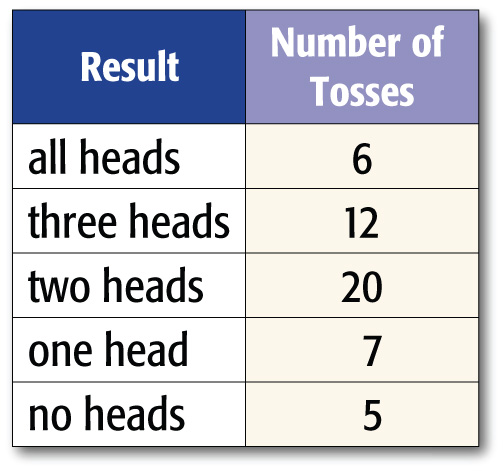 Result
Number of
Tosses
all heads 6
three heads 12
two heads 20
one head 7
no heads 5